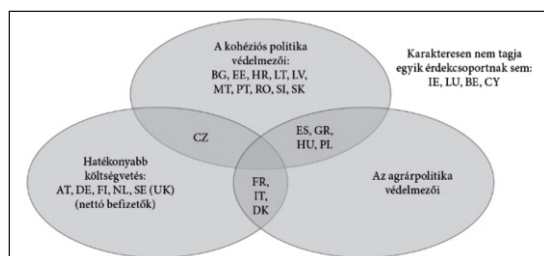 A kohéziós politika
védelmezői:
BG, EE, HR, LT, LV,
MT, PT, RO, SI, SK
Karakteresen nem tagja
egyik érdekcsoportnak sem:
IE, LU, BE, CY
CZ
ES, GR,
HU, PL
Hatékonyabb
költségvetés:
AT, DE, FI, NL, SE (UK)
(nettó befizetők)
FR,
IT,
DK
Az agrárpolitika
védelmezői